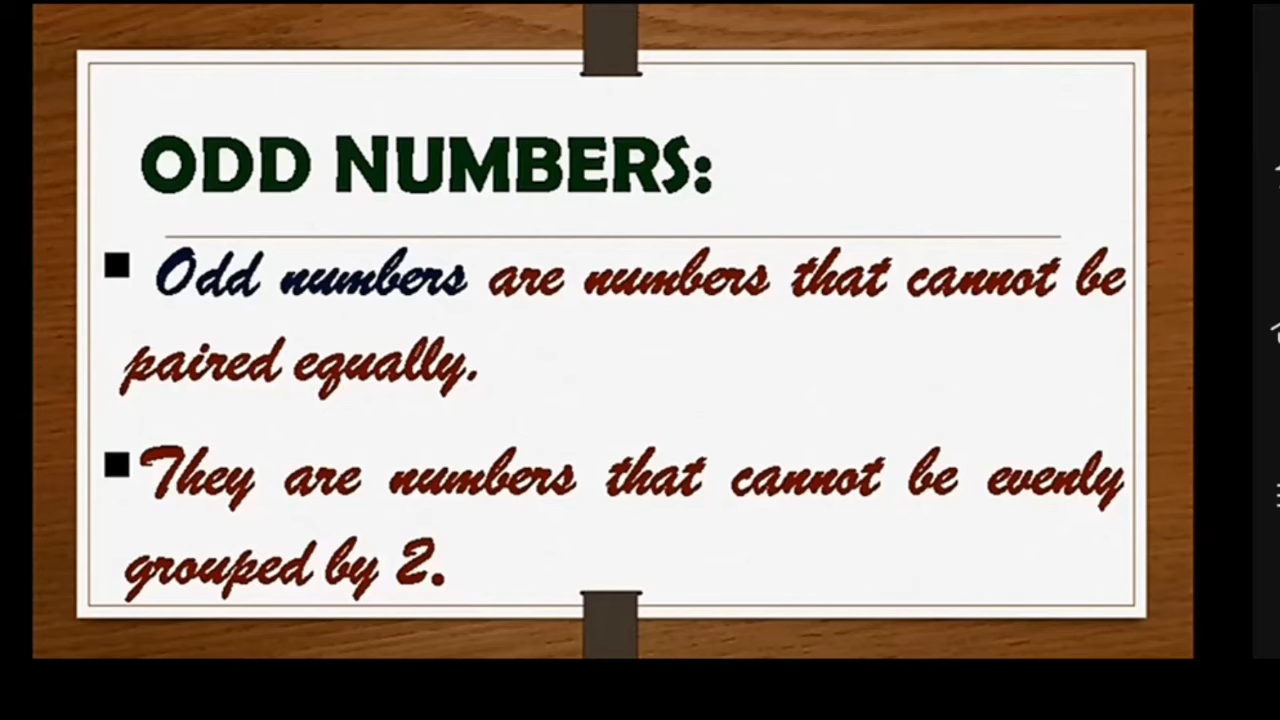 ODD NUMBERS:
Odd numbers are numbers that cannot be
paired equally.
They are numbers that cannot be evenly
grouped by 2.